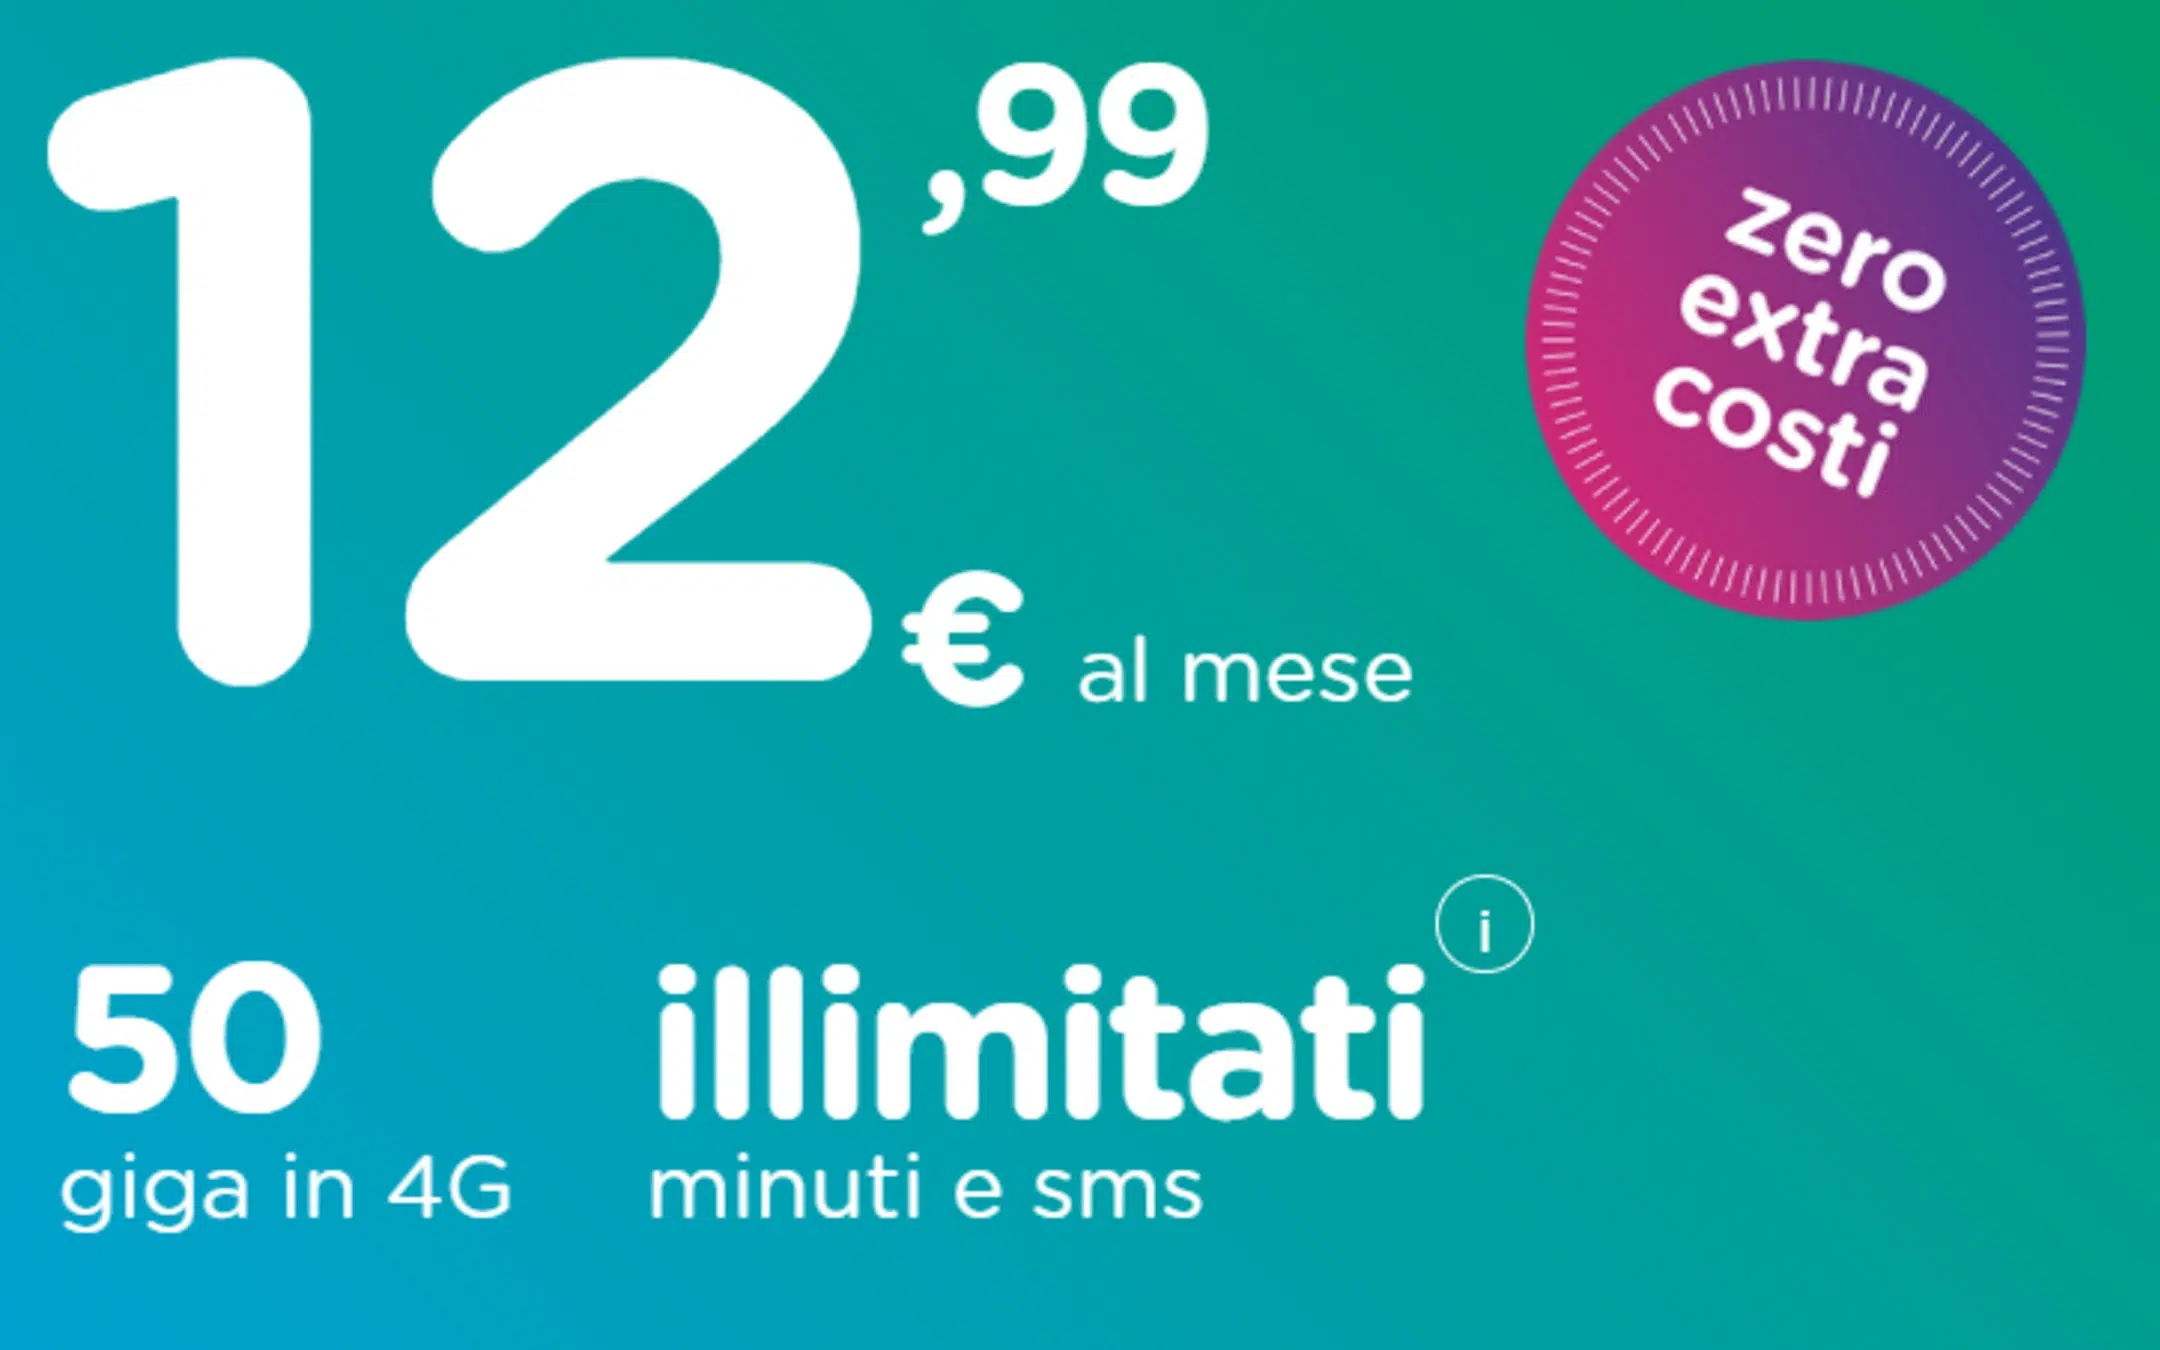 12,99
€ al mese
zero
extra
costi
i
50
illimitati
giga in 4G
minuti e sms